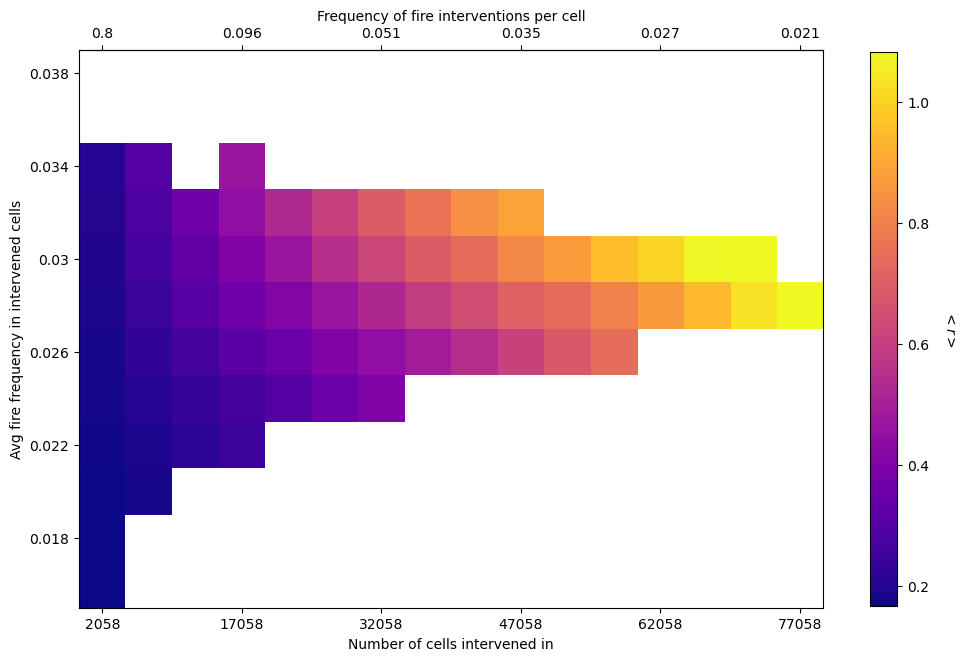 Frequency of fire interventions per cell
0.8 0.096 0.051 0.035 0.027 0.021
0.038
0.034
0.03
0.026
0.022
0.018
Avg fire frequency in intervened cells
2058 17058 32058 47058 62058 77058
Number of cells intervened in
1.0
0.8
0.6
0.4
0.2
< r >